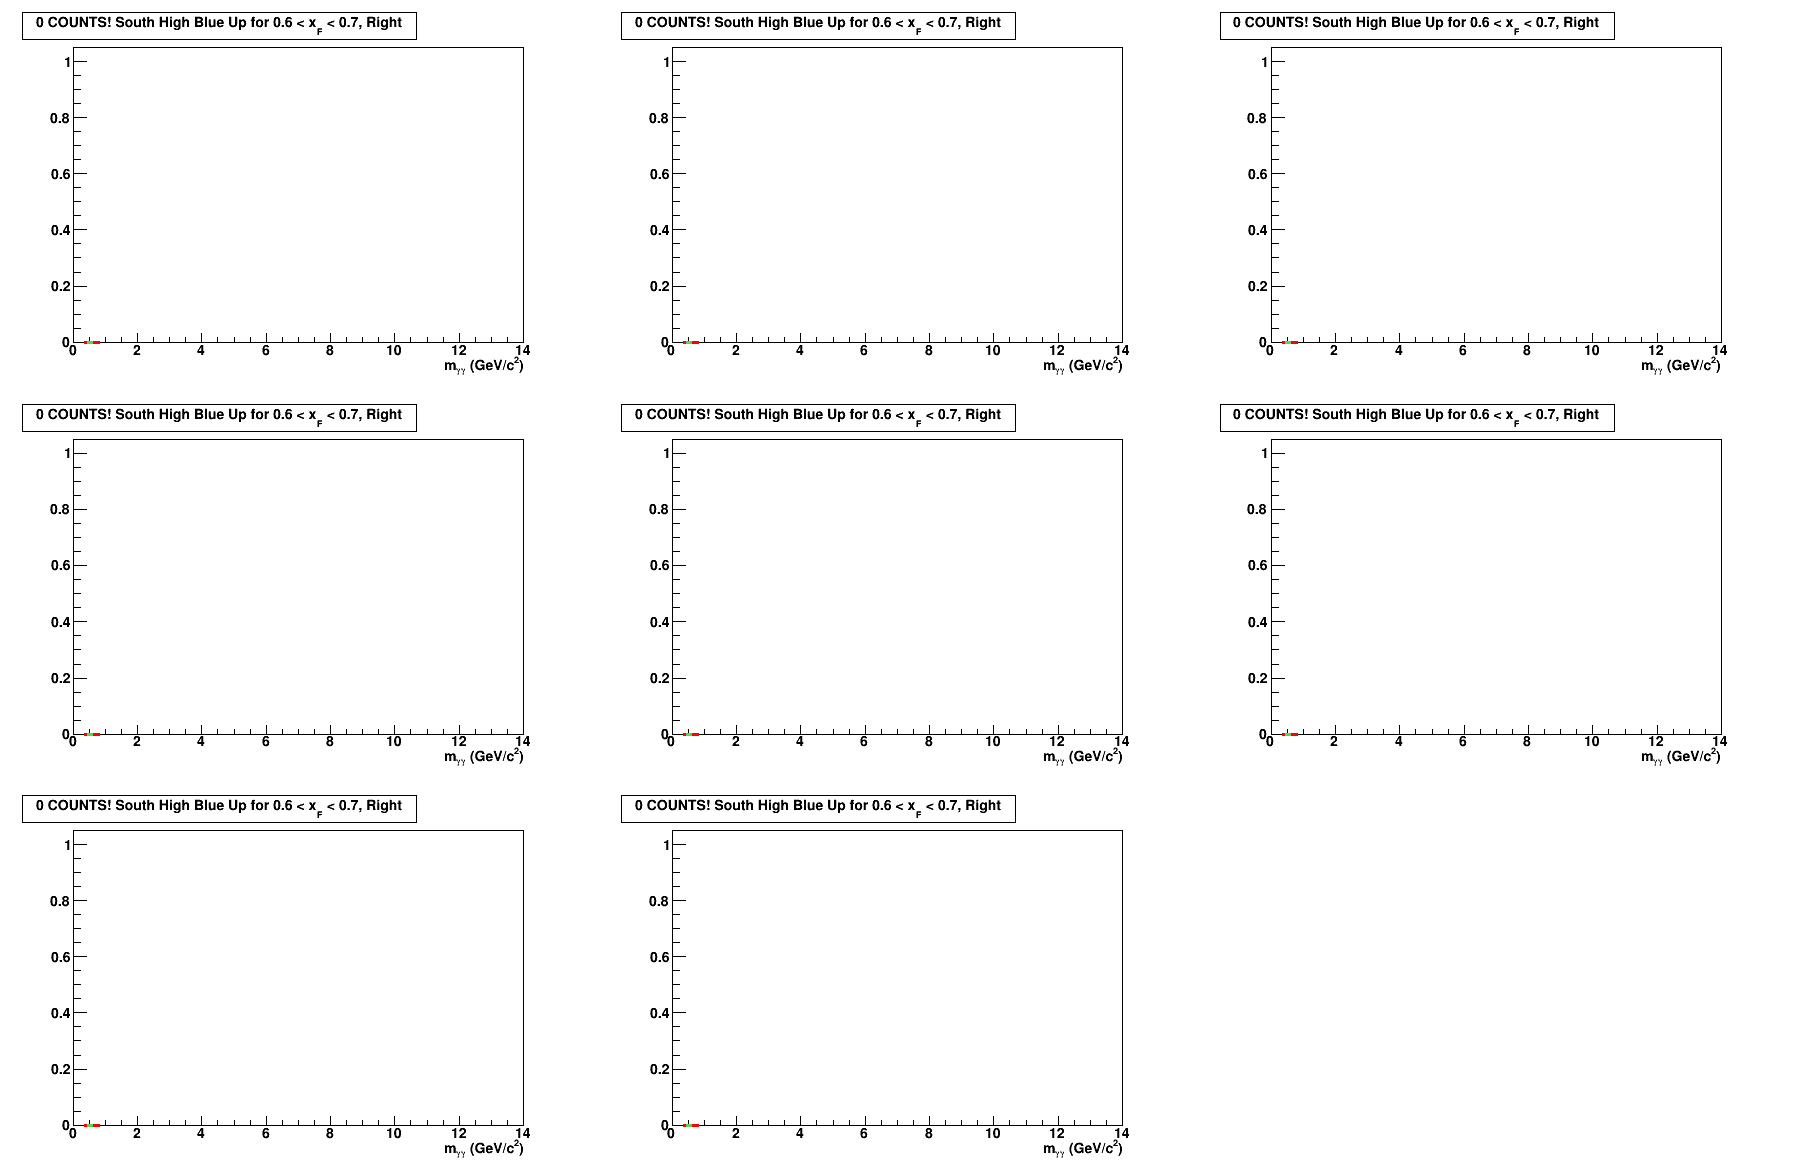 0 COUNTS! South High Blue Up for 0.6 < x_F < 0.7, Right
0 COUNTS! South High Blue Up for 0.6 < x_F < 0.7, Right
0 COUNTS! South High Blue Up for 0.6 < x_F < 0.7, Right
1 1 1
0.8 0.8 0.8
0.6 0.6 0.6
0.4 0.4 0.4
0.2 0.2 0.2
0 0 0
0 2 4 6 8 10 12 14
0 2 4 6 8 10 12 14
0 2 4 6 8 10 12 14
m_γγ (GeV/c²)
m_γγ (GeV/c²)
m_γγ (GeV/c²)
0 COUNTS! South High Blue Up for 0.6 < x_F < 0.7, Right
0 COUNTS! South High Blue Up for 0.6 < x_F < 0.7, Right
0 COUNTS! South High Blue Up for 0.6 < x_F < 0.7, Right
1 1 1
0.8 0.8 0.8
0.6 0.6 0.6
0.4 0.4 0.4
0.2 0.2 0.2
0 0 0
0 2 4 6 8 10 12 14
0 2 4 6 8 10 12 14
0 2 4 6 8 10 12 14
m_γγ (GeV/c²)
m_γγ (GeV/c²)
m_γγ (GeV/c²)
0 COUNTS! South High Blue Up for 0.6 < x_F < 0.7, Right
0 COUNTS! South High Blue Up for 0.6 < x_F < 0.7, Right
1 1
0.8 0.8
0.6 0.6
0.4 0.4
0.2 0.2
0 0
0 2 4 6 8 10 12 14
0 2 4 6 8 10 12 14
m_γγ (GeV/c²)
m_γγ (GeV/c²)